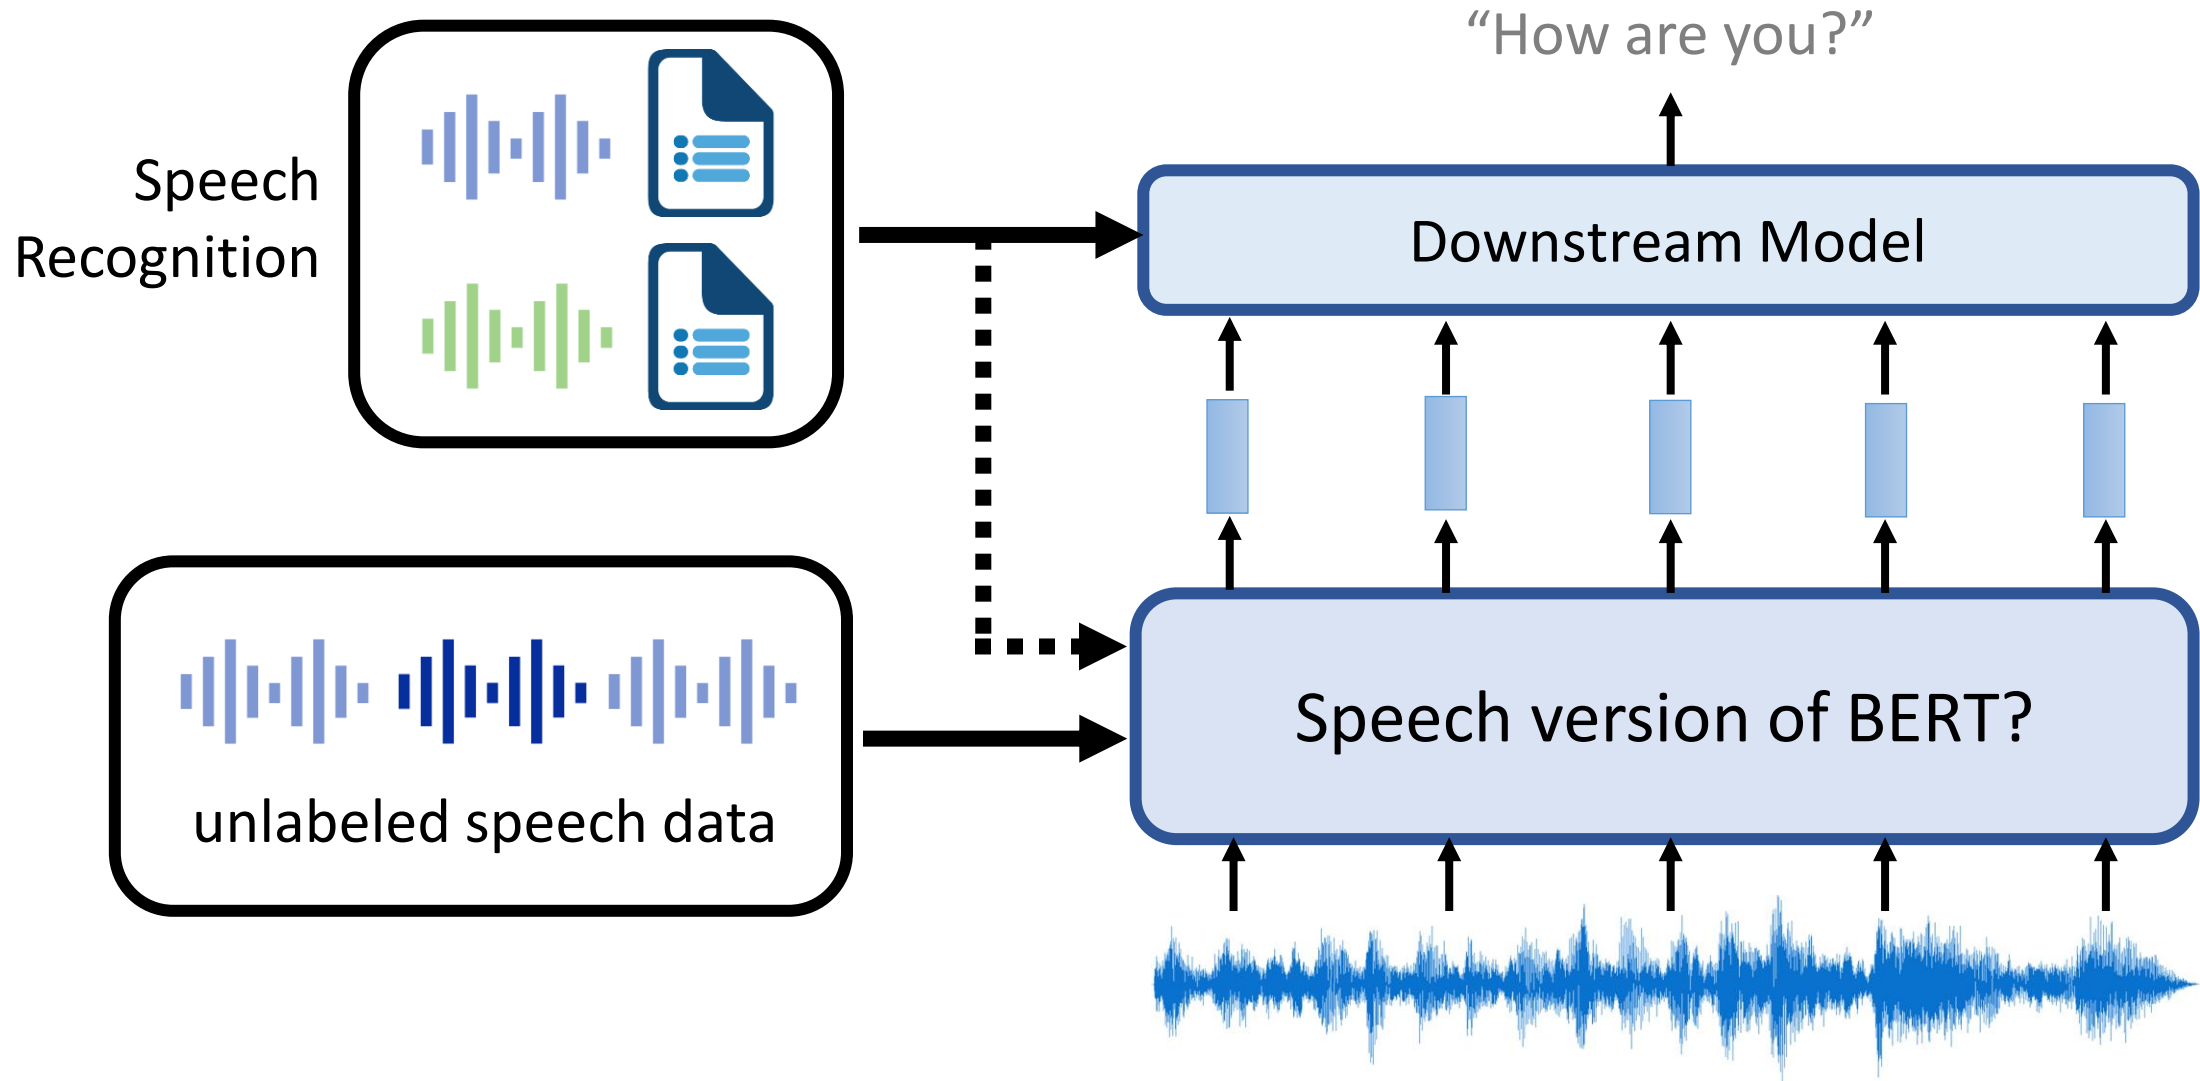 “How are you?”
Speech
Recognition
Downstream Model
Speech version of BERT?
unlabeled speech data